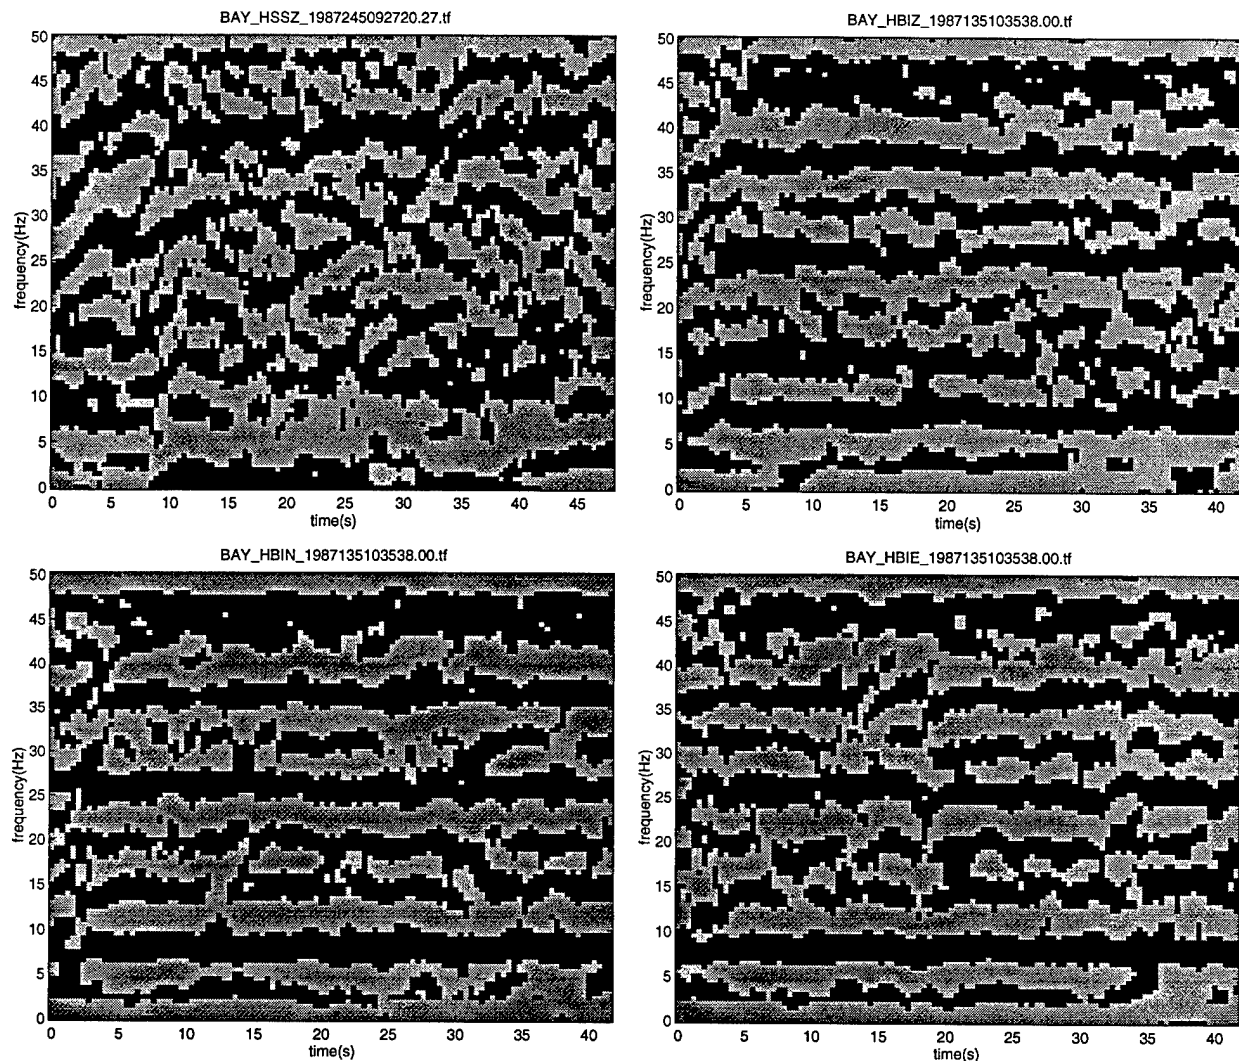 BAY_HSSZ_1987245092720.27.tf
50
45
40
35
30
25
20
15
10
5
0
frequency(Hz)
0 5 10 15 20 25 30 35 40 45
time(s)
BAY_HBIZ_1987135103538.00.tf
50
45
40
35
30
25
20
15
10
5
0
frequency(Hz)
0 5 10 15 20 25 30 35 40
time(s)
BAY_HBIN_1987135103538.00.tf
50
45
40
35
30
25
20
15
10
5
0
frequency(Hz)
0 5 10 15 20 25 30 35 40
time(s)
BAY_HBIE_1987135103538.00.tf
50
45
40
35
30
25
20
15
10
5
0
frequency(Hz)
0 5 10 15 20 25 30 35 40
time(s)